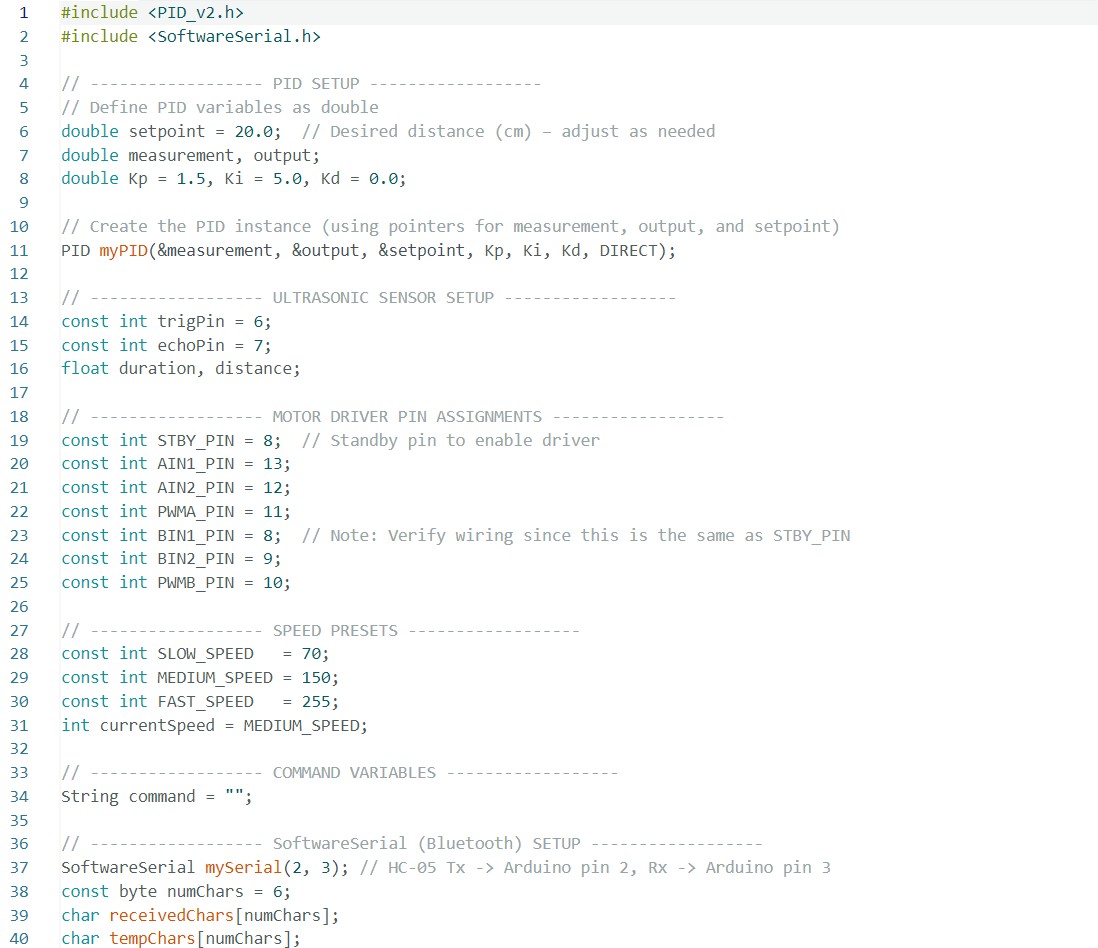 1 #include <PID_v2.h>
2 #include <SoftwareSerial.h>
3
4 // ------------------ PID SETUP ------------------
5 // Define PID variables as double
6 double setpoint = 20.0;  // Desired distance (cm) – adjust as needed
7 double measurement, output;
8 double Kp = 1.5, Ki = 5.0, Kd = 0.0;
9
10 // Create the PID instance (using pointers for measurement, output, and setpoint)
11 PID myPID(&measurement, &output, &setpoint, Kp, Ki, Kd, DIRECT);
12
13 // ------------------ ULTRASONIC SENSOR SETUP ------------------
14 const int trigPin = 6;
15 const int echoPin = 7;
16 float duration, distance;
17
18 // ------------------ MOTOR DRIVER PIN ASSIGNMENTS ------------------
19 const int STBY_PIN = 8;  // Standby pin to enable driver
20 const int AIN1_PIN = 13;
21 const int AIN2_PIN = 12;
22 const int PWMA_PIN = 11;
23 const int BIN1_PIN = 8;  // Note: Verify wiring since this is the same as STBY_PIN
24 const int BIN2_PIN = 9;
25 const int PWMB_PIN = 10;
26
27 // ------------------ SPEED PRESETS ------------------
28 const int SLOW_SPEED   = 70;
29 const int MEDIUM_SPEED = 150;
30 const int FAST_SPEED   = 255;
31 int currentSpeed = MEDIUM_SPEED;
32
33 // ------------------ COMMAND VARIABLES ------------------
34 String command = "";
35
36 // ------------------ SoftwareSerial (Bluetooth) SETUP ------------------
37 SoftwareSerial mySerial(2, 3); // HC-05 Tx -> Arduino pin 2, Rx -> Arduino pin 3
38 const byte numChars = 6;
39 char receivedChars[numChars];
40 char tempChars[numChars];